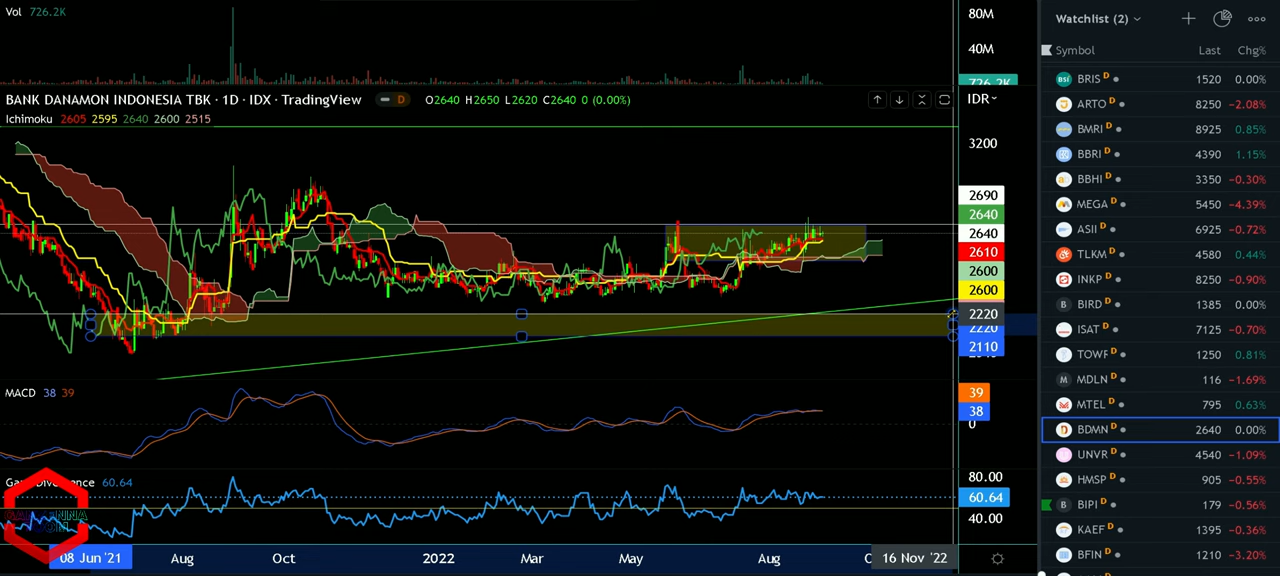 Vol 726.2K
80M
40M
726.2K
BANK DANAMON INDONESIA TBK · 1D · IDX · TradingView D O2640 H2650 L2620 C2640 0 (0.00%)
IDR
Ichimoku 2605 2595 2640 2600 2515
3200
2690
2640
2640
2610
2600
2600
2220
2220
2110
MACD 38 39
39
38
0
60.64
80.00
60.64
40.00
08 Jun '21 Aug Oct 2022 Mar May Aug 16 Nov '22
Watchlist (2)
Symbol Last Chg%
BRIS D 1520 0.00%
ARTO D 8250 −2.08%
BMRI D 8925 0.85%
BBRI D 4390 1.15%
BBHI D 3350 −0.30%
MEGA D 5450 −4.39%
ASII D 6925 −0.72%
TLKM D 4580 0.44%
INKP D 8250 −0.90%
B BIRD D 1385 0.00%
ISAT D 7125 −0.70%
TOWR D 1250 0.81%
M MDLN D 116 −1.69%
MTEL D 795 0.63%
BDMN D 2640 0.00%
UNVR D 4540 −1.09%
HMSP D 905 −0.55%
B BIPI D 179 −0.56%
KAEF D 1395 −0.36%
BFIN D 1210 −3.20%